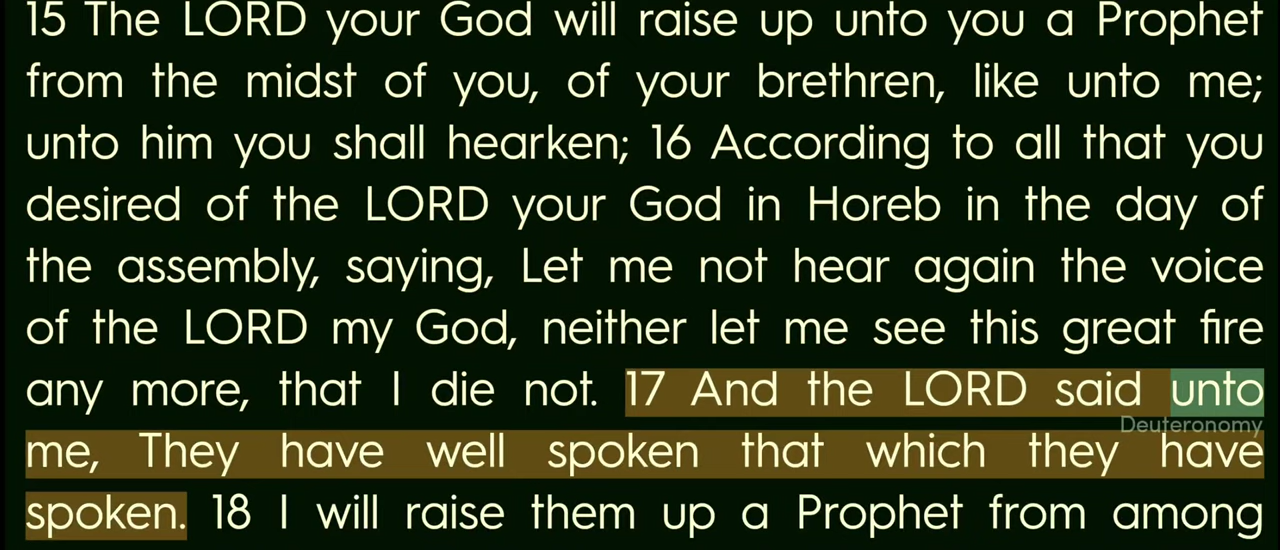 15 The LORD your God will raise up unto you a Prophet
from the midst of you, of your brethren, like unto me;
unto him you shall hearken; 16 According to all that you
desired of the LORD your God in Horeb in the day of
the assembly, saying, Let me not hear again the voice
of the LORD my God, neither let me see this great fire
any more, that I die not. 17 And the LORD said unto
Deuteronomy
me, They have well spoken that which they have
spoken. 18 I will raise them up a Prophet from among